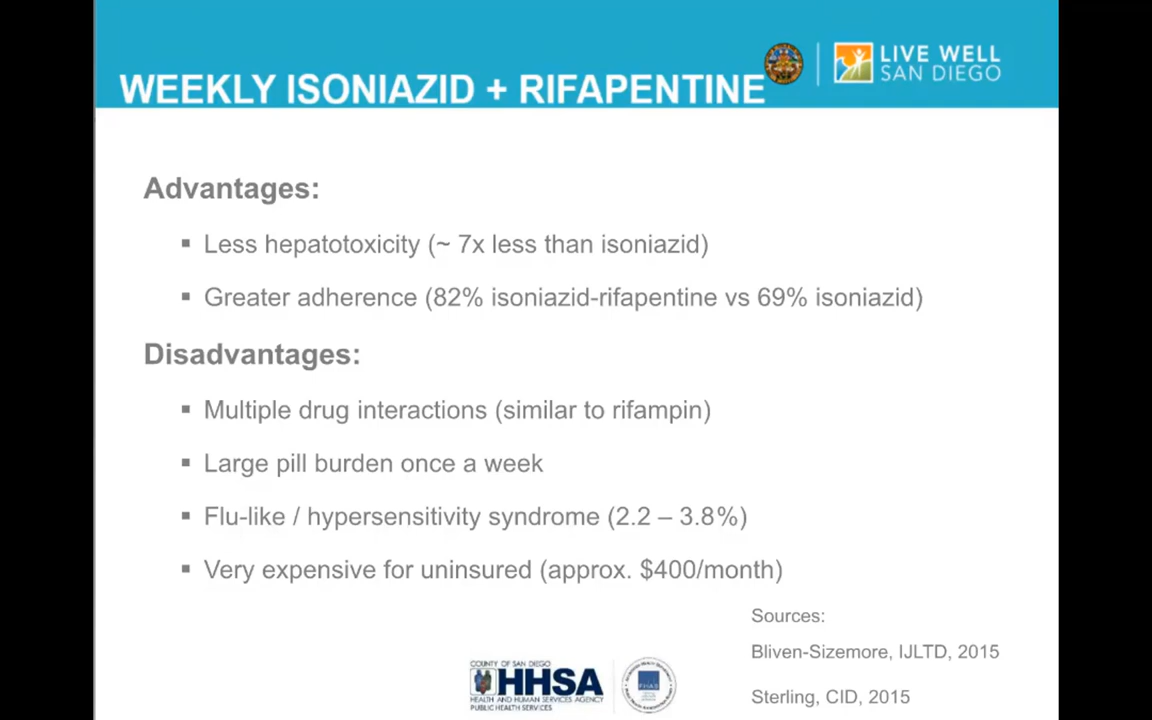 LIVE WELL
SAN DIEGO
WEEKLY ISONIAZID + RIFAPENTINE
Advantages:
▪ Less hepatotoxicity (~ 7x less than isoniazid)
▪ Greater adherence (82% isoniazid-rifapentine vs 69% isoniazid)
Disadvantages:
▪ Multiple drug interactions (similar to rifampin)
▪ Large pill burden once a week
▪ Flu-like / hypersensitivity syndrome (2.2 – 3.8%)
▪ Very expensive for uninsured (approx. $400/month)
Sources:
Bliven-Sizemore, IJLTD, 2015
Sterling, CID, 2015
COUNTY OF SAN DIEGO
HHSA
HEALTH AND HUMAN SERVICES AGENCY
PUBLIC HEALTH SERVICES